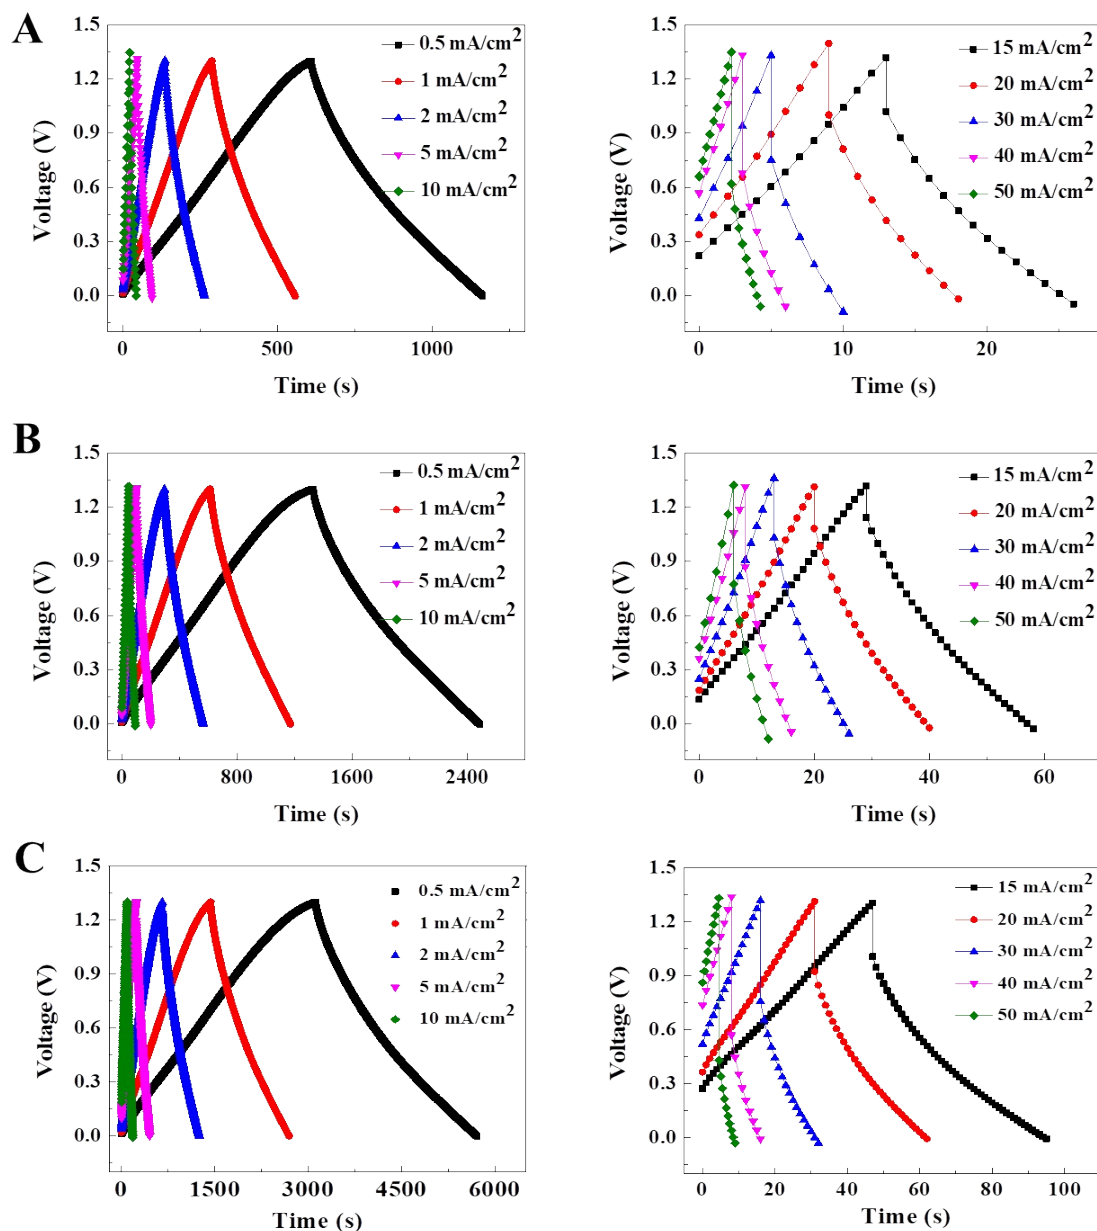 A
Voltage (V)
1.5
1.2
0.9
0.6
0.3
0.0
0.5 mA/cm²
1 mA/cm²
2 mA/cm²
5 mA/cm²
10 mA/cm²
0 500 1000
Time (s)
Voltage (V)
1.5
1.2
0.9
0.6
0.3
0.0
15 mA/cm²
20 mA/cm²
30 mA/cm²
40 mA/cm²
50 mA/cm²
0 10 20
Time (s)
B
Voltage (V)
1.5
1.2
0.9
0.6
0.3
0.0
0.5 mA/cm²
1 mA/cm²
2 mA/cm²
5 mA/cm²
10 mA/cm²
0 800 1600 2400
Time (s)
Voltage (V)
1.5
1.2
0.9
0.6
0.3
0.0
15 mA/cm²
20 mA/cm²
30 mA/cm²
40 mA/cm²
50 mA/cm²
0 20 40 60
Time (s)
C
Voltage (V)
1.5
1.2
0.9
0.6
0.3
0.0
0.5 mA/cm²
1 mA/cm²
2 mA/cm²
5 mA/cm²
10 mA/cm²
0 1500 3000 4500 6000
Time (s)
Voltage (V)
1.5
1.2
0.9
0.6
0.3
0.0
15 mA/cm²
20 mA/cm²
30 mA/cm²
40 mA/cm²
50 mA/cm²
0 20 40 60 80 100
Time (s)